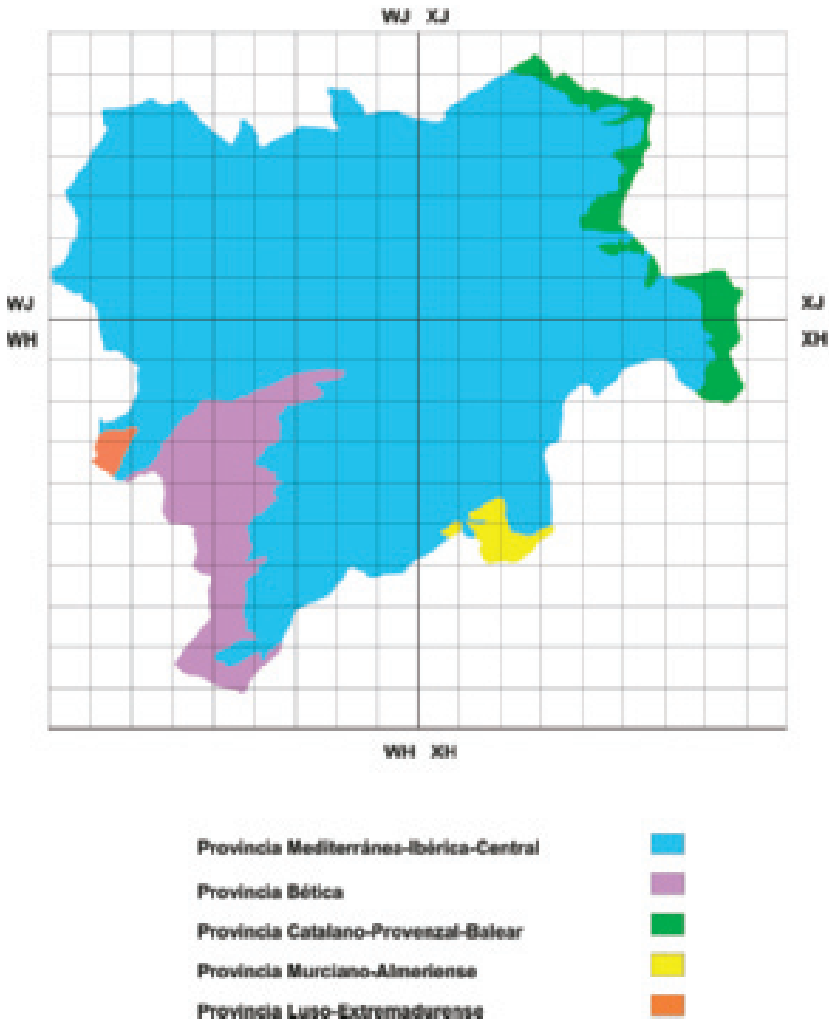 WJ XJ
WJ XJ
WH XH
WH XH
Provincia Mediterránea-Ibérica-Central
Provincia Bética
Provincia Catalano-Provenzal-Balear
Provincia Murciano-Almeriense
Provincia Luso-Extremadurense